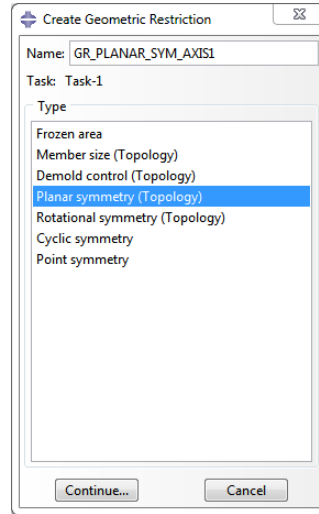 Create Geometric Restriction
Name: GR_PLANAR_SYM_AXIS1
Task: Task-1
Type
Frozen area
Member size (Topology)
Demold control (Topology)
Planar symmetry (Topology)
Rotational symmetry (Topology)
Cyclic symmetry
Point symmetry
Continue... Cancel